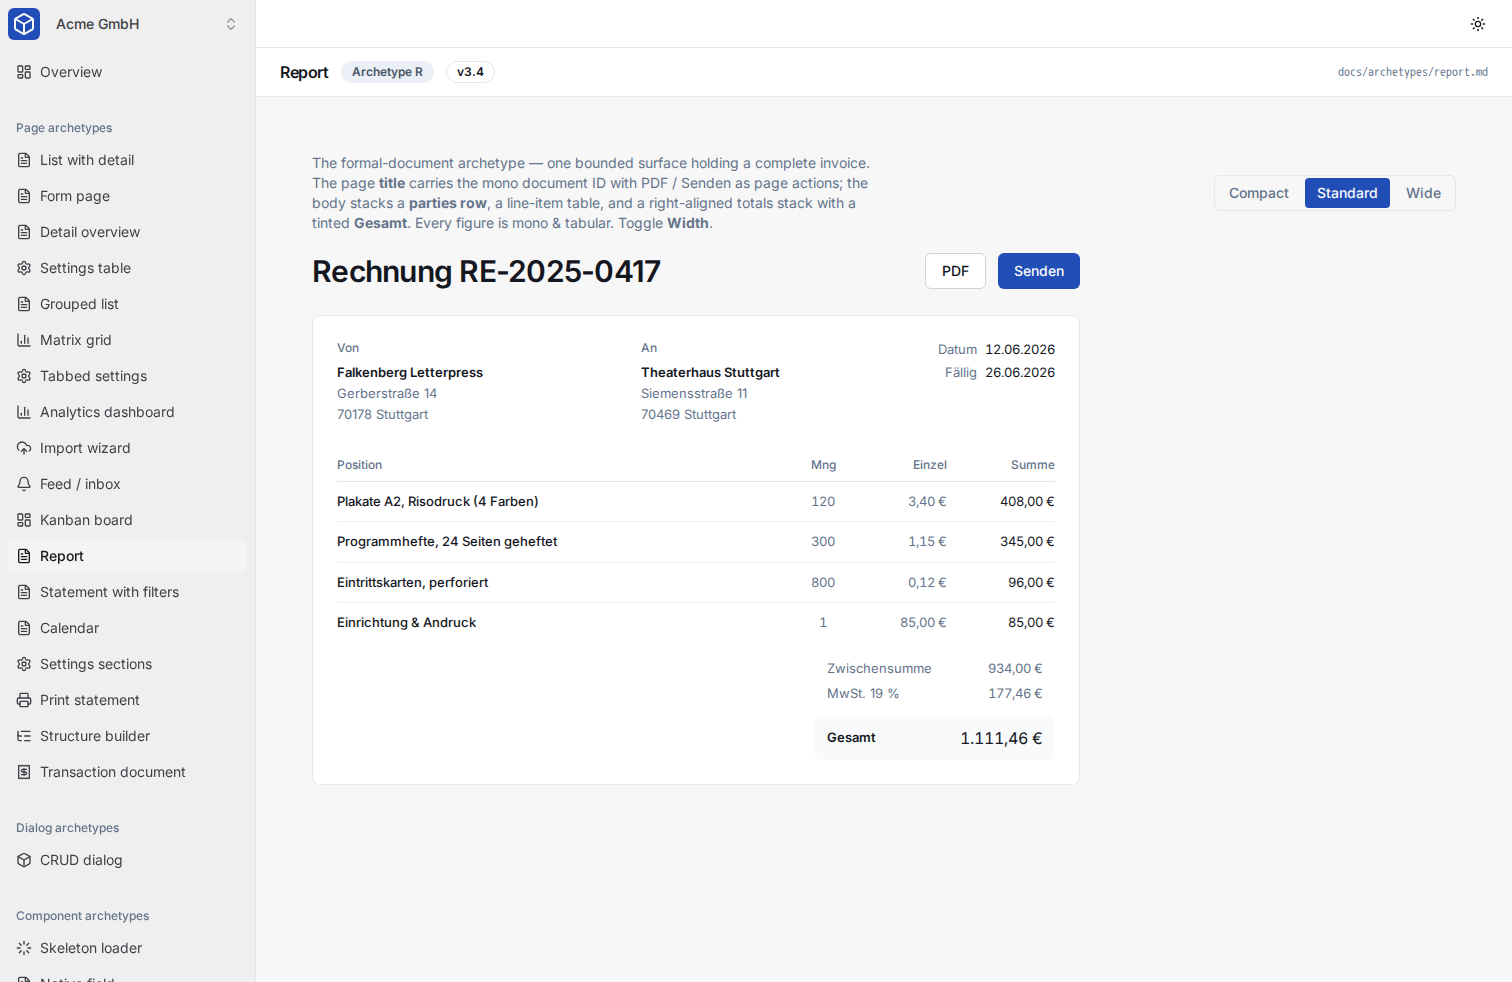 Acme GmbH
Overview
Page archetypes
List with detail
Form page
Detail overview
Settings table
Grouped list
Matrix grid
Tabbed settings
Analytics dashboard
Import wizard
Feed / inbox
Kanban board
Report
Statement with filters
Calendar
Settings sections
Print statement
Structure builder
Transaction document
Dialog archetypes
CRUD dialog
Component archetypes
Skeleton loader
Native field
Report Archetype R v3.4 docs/archetypes/report.md
The formal-document archetype — one bounded surface holding a complete invoice.
The page title carries the mono document ID with PDF / Senden as page actions; the
body stacks a parties row, a line-item table, and a right-aligned totals stack with a
tinted Gesamt. Every figure is mono & tabular. Toggle Width.
Compact Standard Wide
Rechnung RE-2025-0417 PDF Senden
Von An Datum 12.06.2026
Falkenberg Letterpress Theaterhaus Stuttgart Fällig 26.06.2026
Gerberstraße 14 Siemensstraße 11
70178 Stuttgart 70469 Stuttgart
Position Mng Einzel Summe
Plakate A2, Risodruck (4 Farben) 120 3,40 € 408,00 €
Programmhefte, 24 Seiten geheftet 300 1,15 € 345,00 €
Eintrittskarten, perforiert 800 0,12 € 96,00 €
Einrichtung & Andruck 1 85,00 € 85,00 €
Zwischensumme 934,00 €
MwSt. 19 % 177,46 €
Gesamt 1.111,46 €